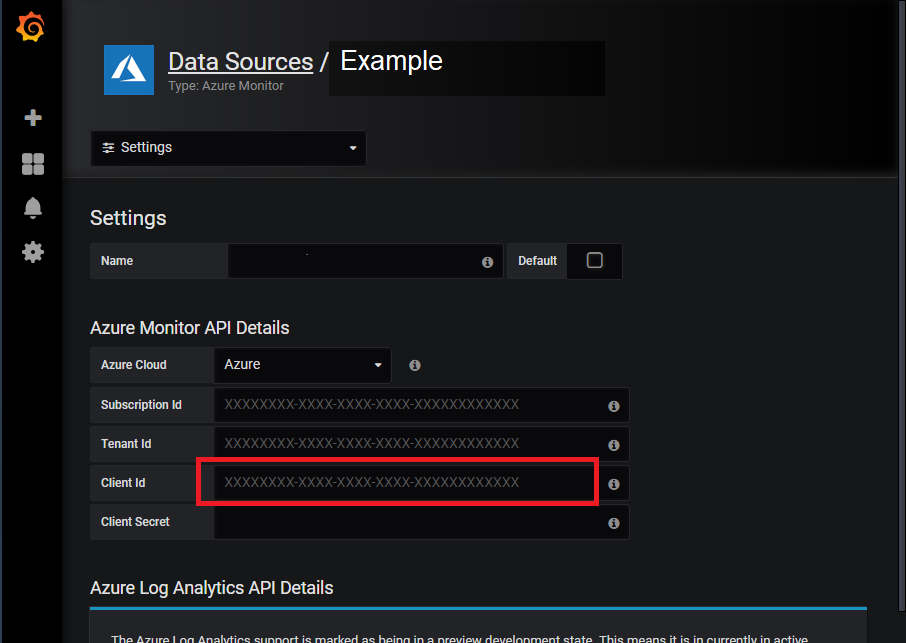 Data Sources / Example
Type: Azure Monitor
Settings
Settings
Name
Default
Azure Monitor API Details
Azure Cloud Azure
Subscription Id XXXXXXXX-XXXX-XXXX-XXXX-XXXXXXXXXXXX
Tenant Id XXXXXXXX-XXXX-XXXX-XXXX-XXXXXXXXXXXX
Client Id XXXXXXXX-XXXX-XXXX-XXXX-XXXXXXXXXXXX
Client Secret
Azure Log Analytics API Details
The Azure Log Analytics support is marked as being in a preview development state. This means it is in currently in active